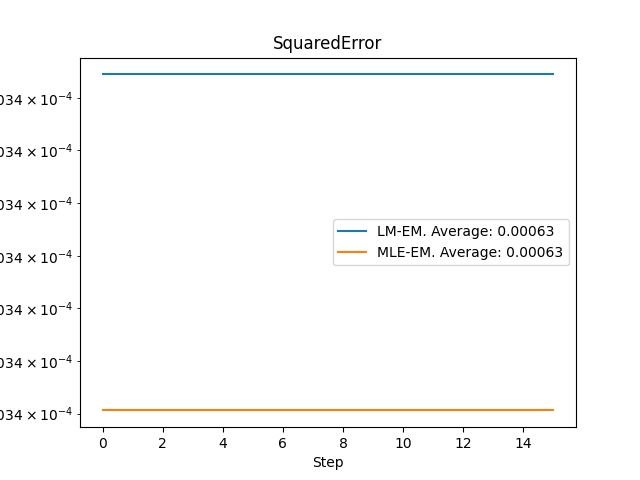 SquaredError
034 × 10⁻⁴
034 × 10⁻⁴
034 × 10⁻⁴
034 × 10⁻⁴
034 × 10⁻⁴
034 × 10⁻⁴
034 × 10⁻⁴
LM-EM. Average: 0.00063
MLE-EM. Average: 0.00063
0 2 4 6 8 10 12 14
Step